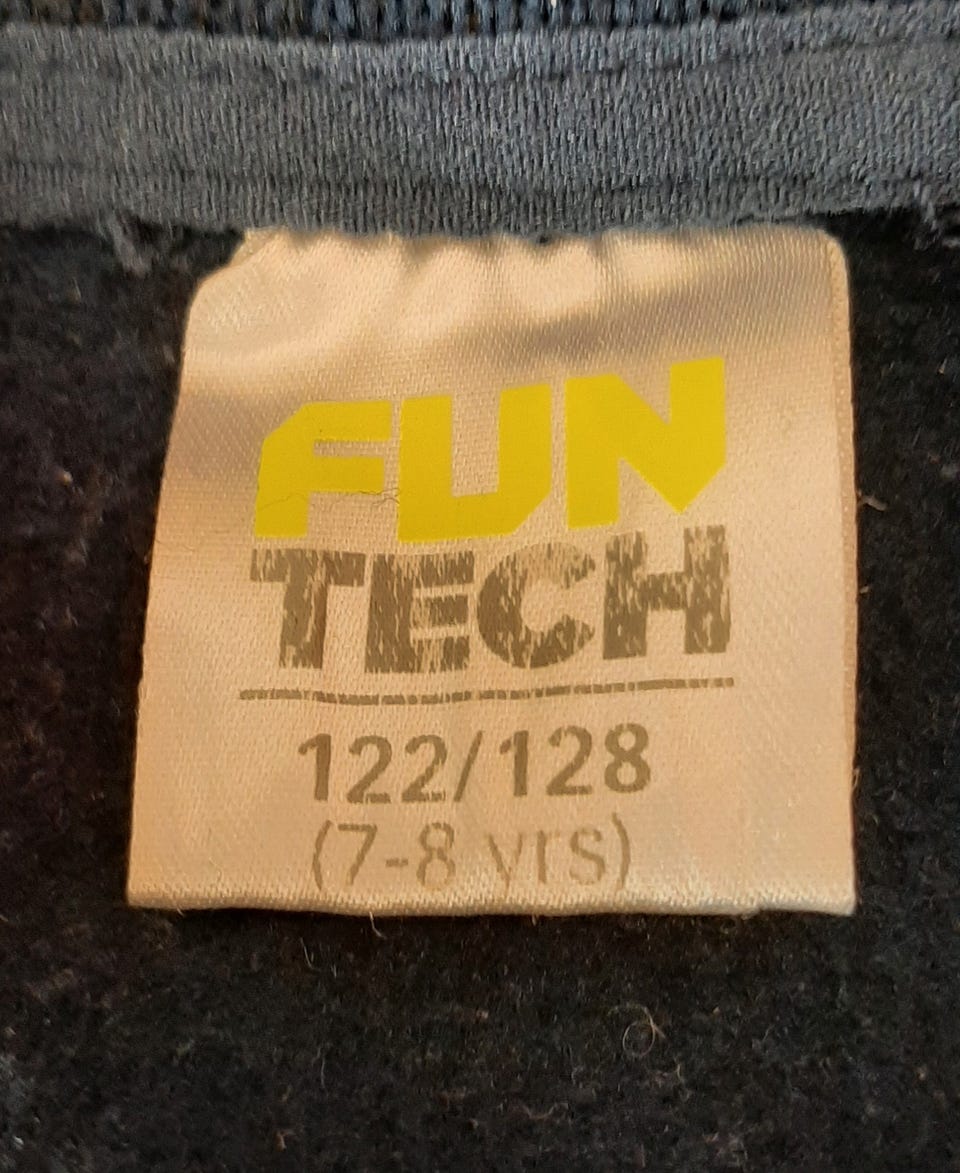 FUN
TECH
122/128
(7-8 yrs)